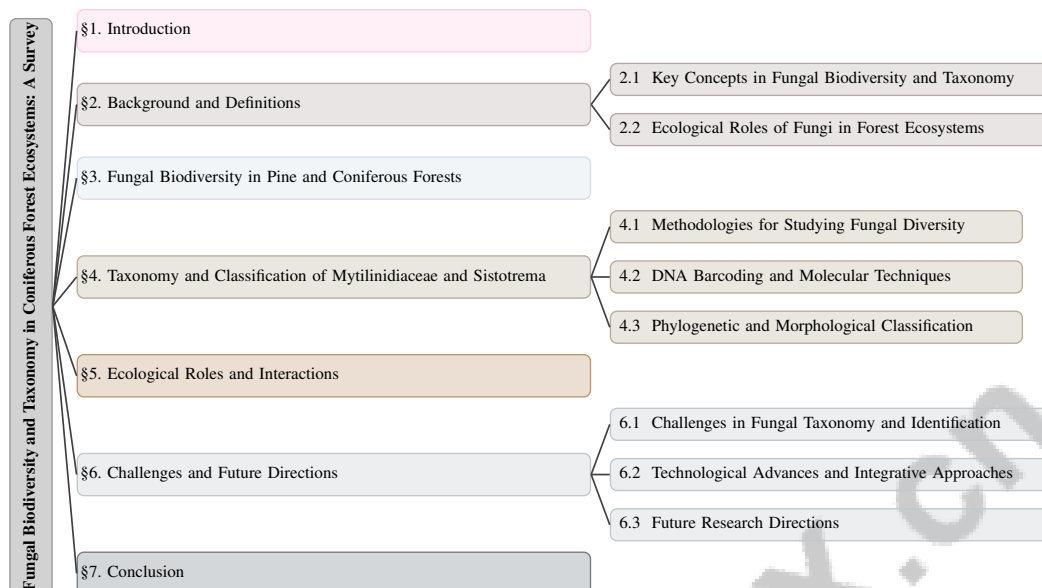 Fungal Biodiversity and Taxonomy in Coniferous Forest Ecosystems: A Survey
§1. Introduction
§2. Background and Definitions
2.1 Key Concepts in Fungal Biodiversity and Taxonomy
2.2 Ecological Roles of Fungi in Forest Ecosystems
§3. Fungal Biodiversity in Pine and Coniferous Forests
§4. Taxonomy and Classification of Mytilinidiaceae and Sistotrema
4.1 Methodologies for Studying Fungal Diversity
4.2 DNA Barcoding and Molecular Techniques
4.3 Phylogenetic and Morphological Classification
§5. Ecological Roles and Interactions
§6. Challenges and Future Directions
6.1 Challenges in Fungal Taxonomy and Identification
6.2 Technological Advances and Integrative Approaches
6.3 Future Research Directions
§7. Conclusion
.cn